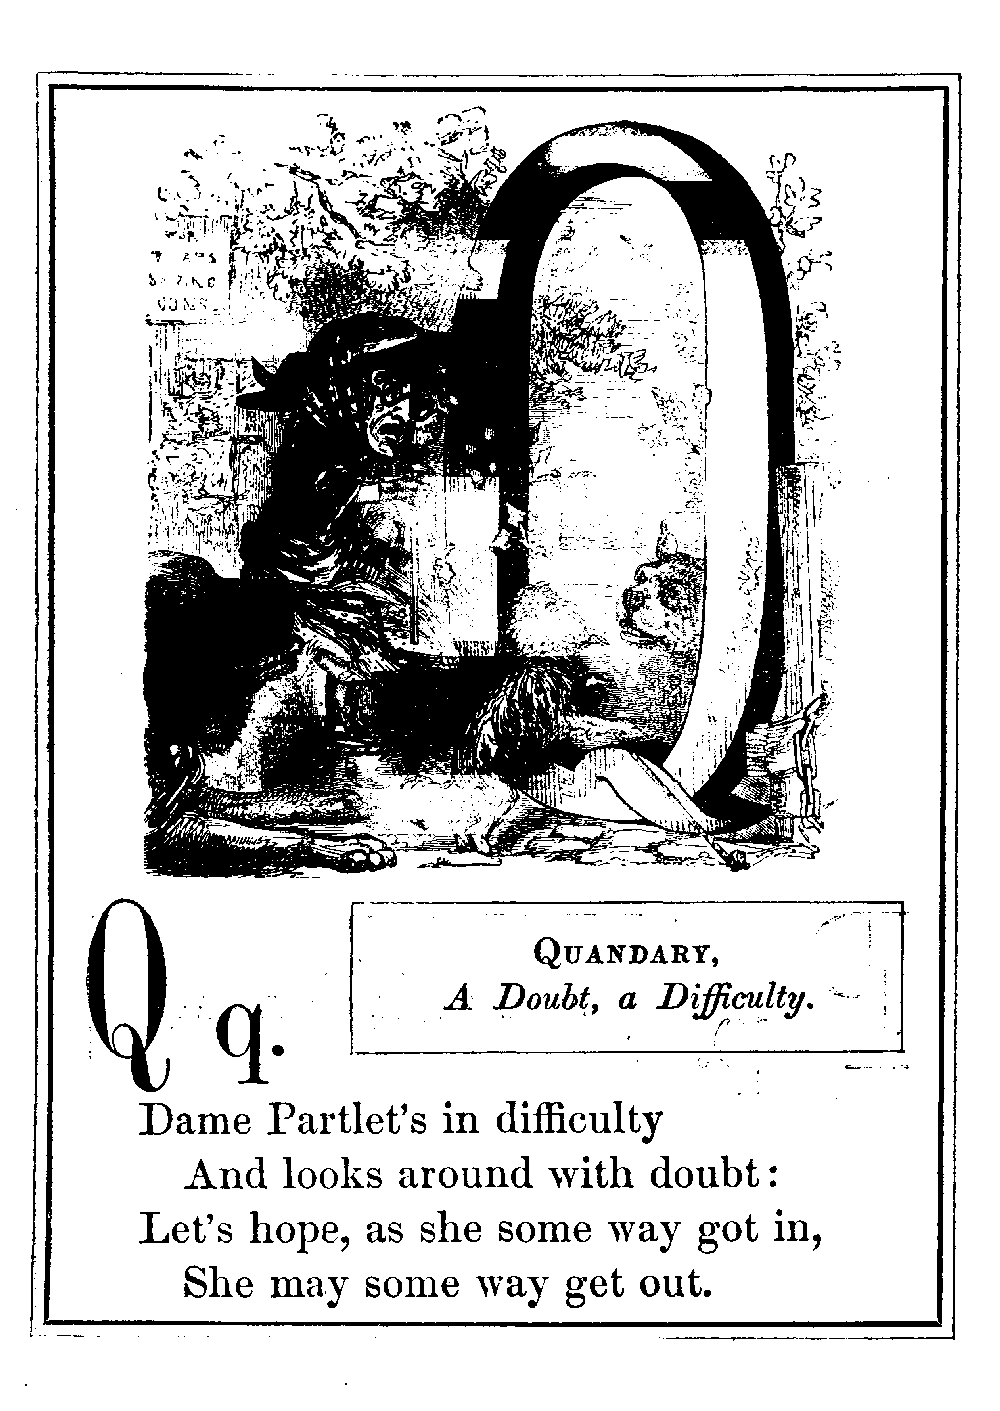 Q q.
QUANDARY,
A Doubt, a Difficulty.
Dame Partlet's in difficulty
And looks around with doubt:
Let's hope, as she some way got in,
She may some way get out.